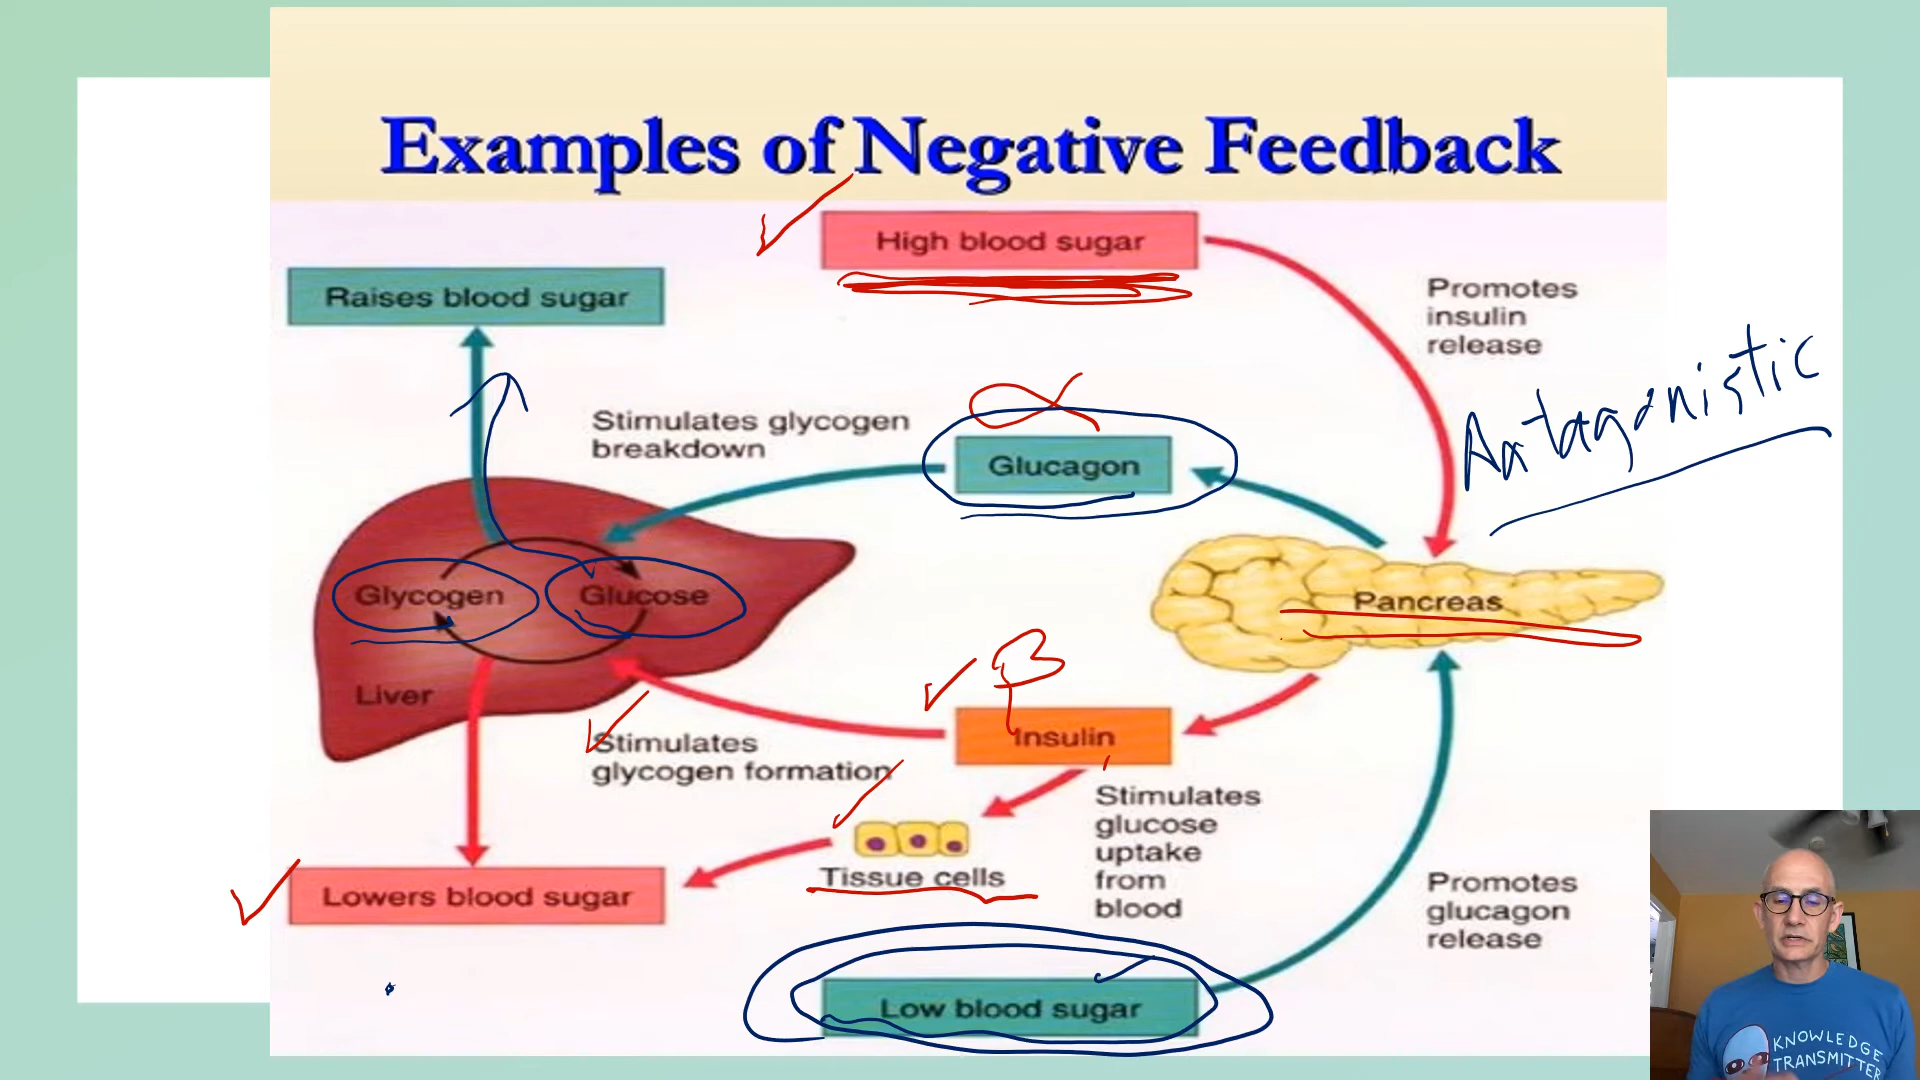 Examples of Negative Feedback
High blood sugar
Raises blood sugar
Promotes
insulin
release
Antagonistic
α
Stimulates glycogen
breakdown
Glucagon
Glycogen
Glucose
Pancreas
Liver
β
Insulin
Stimulates
glycogen formation
Stimulates
glucose
uptake
from
blood
Tissue cells
Lowers blood sugar
Promotes
glucagon
release
Low blood sugar
KNOWLEDGE
TRANSMITTER